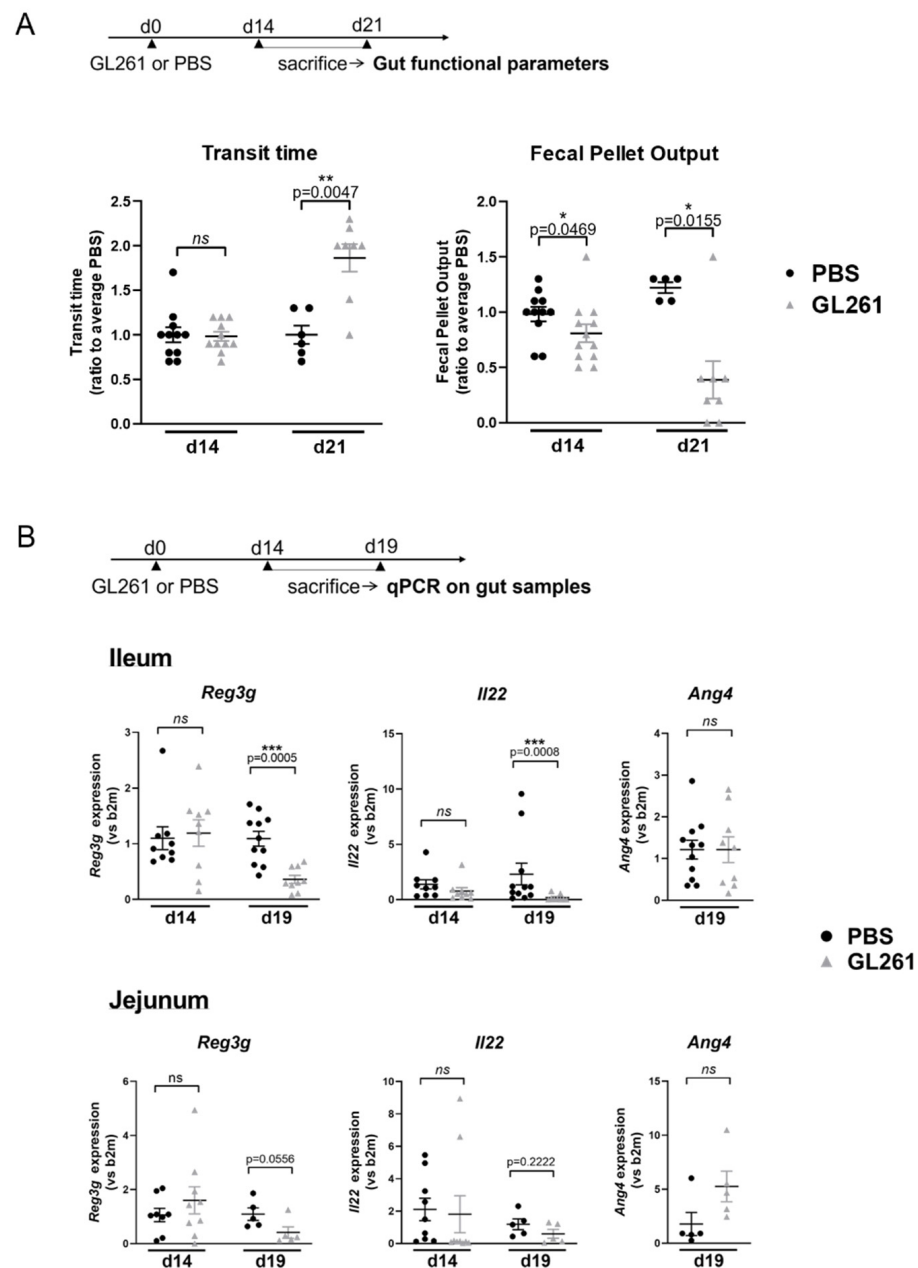 A
d0 d14 d21
GL261 or PBS sacrifice→ Gut functional parameters
Transit time
Transit time
(ratio to average PBS)
2.5
2.0
1.5
1.0
0.5
0.0
ns
**
p=0.0047
d14 d21
Fecal Pellet Output
Fecal Pellet Output
(ratio to average PBS)
2.0
1.5
1.0
0.5
0.0
*
p=0.0469
*
p=0.0155
d14 d21
PBS
GL261
B
d0 d14 d19
GL261 or PBS sacrifice→ qPCR on gut samples
Ileum
Reg3g
Reg3g expression
(vs b2m)
3
2
1
0
ns
***
p=0.0005
d14 d19
Il22
Il22 expression
(vs b2m)
15
10
5
0
ns
***
p=0.0008
d14 d19
Ang4
Ang4 expression
(vs b2m)
4
3
2
1
0
ns
d19
PBS
GL261
Jejunum
Reg3g
Reg3g expression
(vs b2m)
6
4
2
0
ns
p=0.0556
d14 d19
Il22
Il22 expression
(vs b2m)
10
8
6
4
2
0
ns
p=0.2222
d14 d19
Ang4
Ang4 expression
(vs b2m)
15
10
5
0
ns
d19